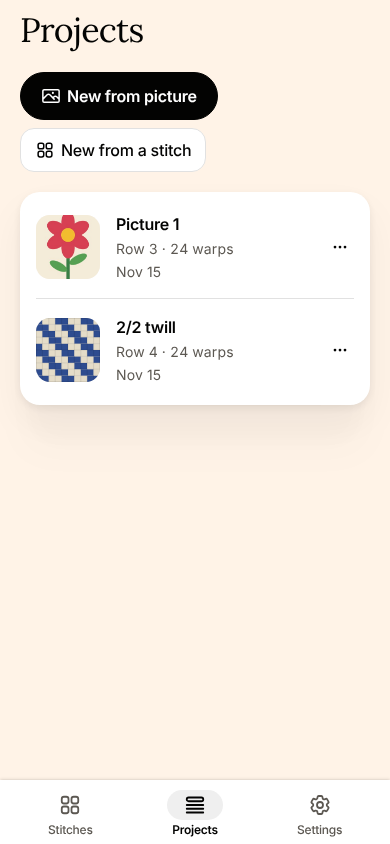 Projects
New from picture
New from a stitch
Picture 1
Row 3 · 24 warps
Nov 15
2/2 twill
Row 4 · 24 warps
Nov 15
Stitches
Projects
Settings